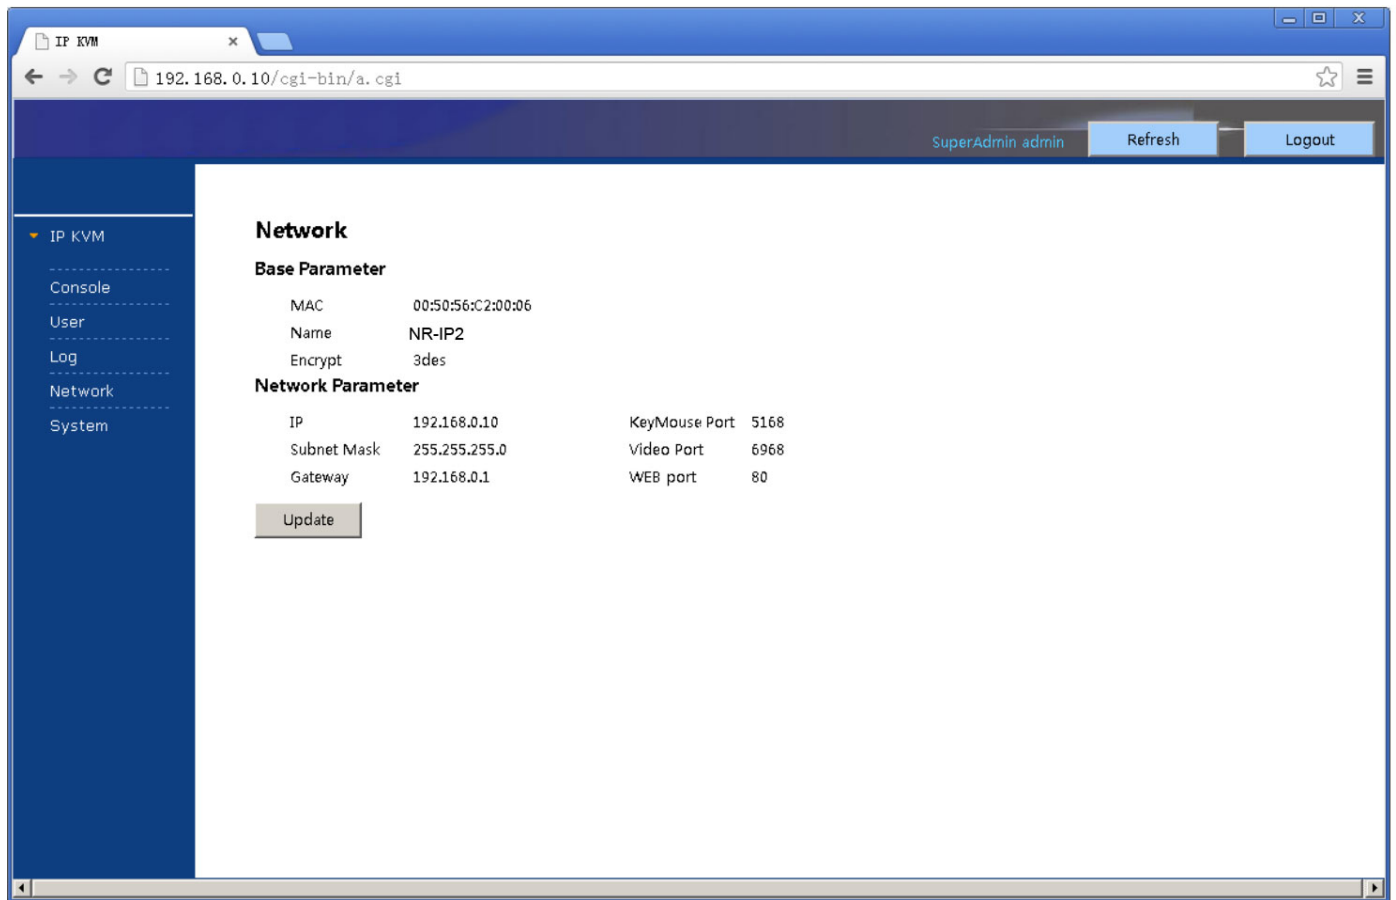 IP KVM
192.168.0.10/cgi-bin/a.cgi
SuperAdmin admin Refresh Logout
IP KVM
Console
User
Log
Network
System
Network
Base Parameter
MAC 00:50:56:C2:00:06
Name NR-IP2
Encrypt 3des
Network Parameter
IP 192.168.0.10 KeyMouse Port 5168
Subnet Mask 255.255.255.0 Video Port 6968
Gateway 192.168.0.1 WEB port 80
Update